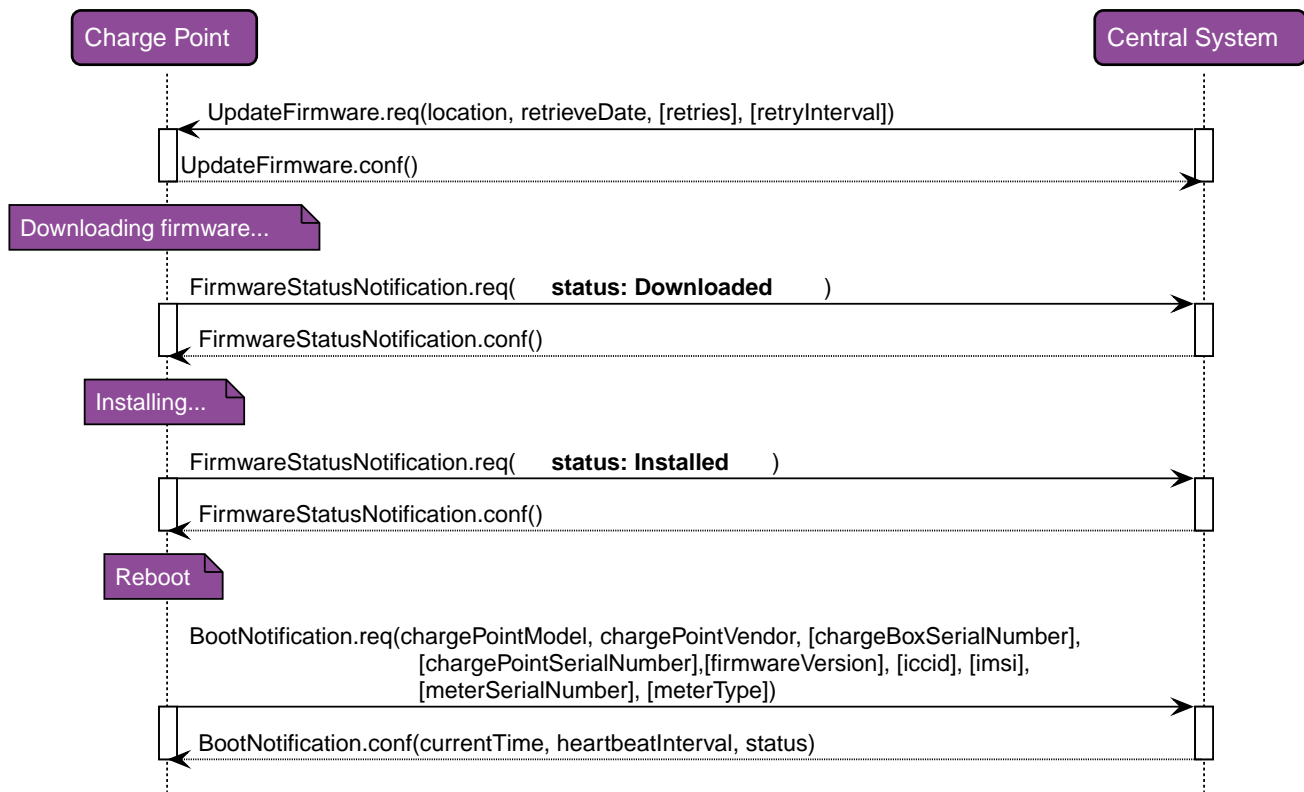 Charge Point
Central System
UpdateFirmware.req(location, retrieveDate, [retries], [retryInterval])
UpdateFirmware.conf()
Downloading firmware...
FirmwareStatusNotification.req( status: Downloaded )
FirmwareStatusNotification.conf()
Installing...
FirmwareStatusNotification.req( status: Installed )
FirmwareStatusNotification.conf()
Reboot
BootNotification.req(chargePointModel, chargePointVendor, [chargeBoxSerialNumber],
[chargePointSerialNumber],[firmwareVersion], [iccid], [imsi],
[meterSerialNumber], [meterType])
BootNotification.conf(currentTime, heartbeatInterval, status)